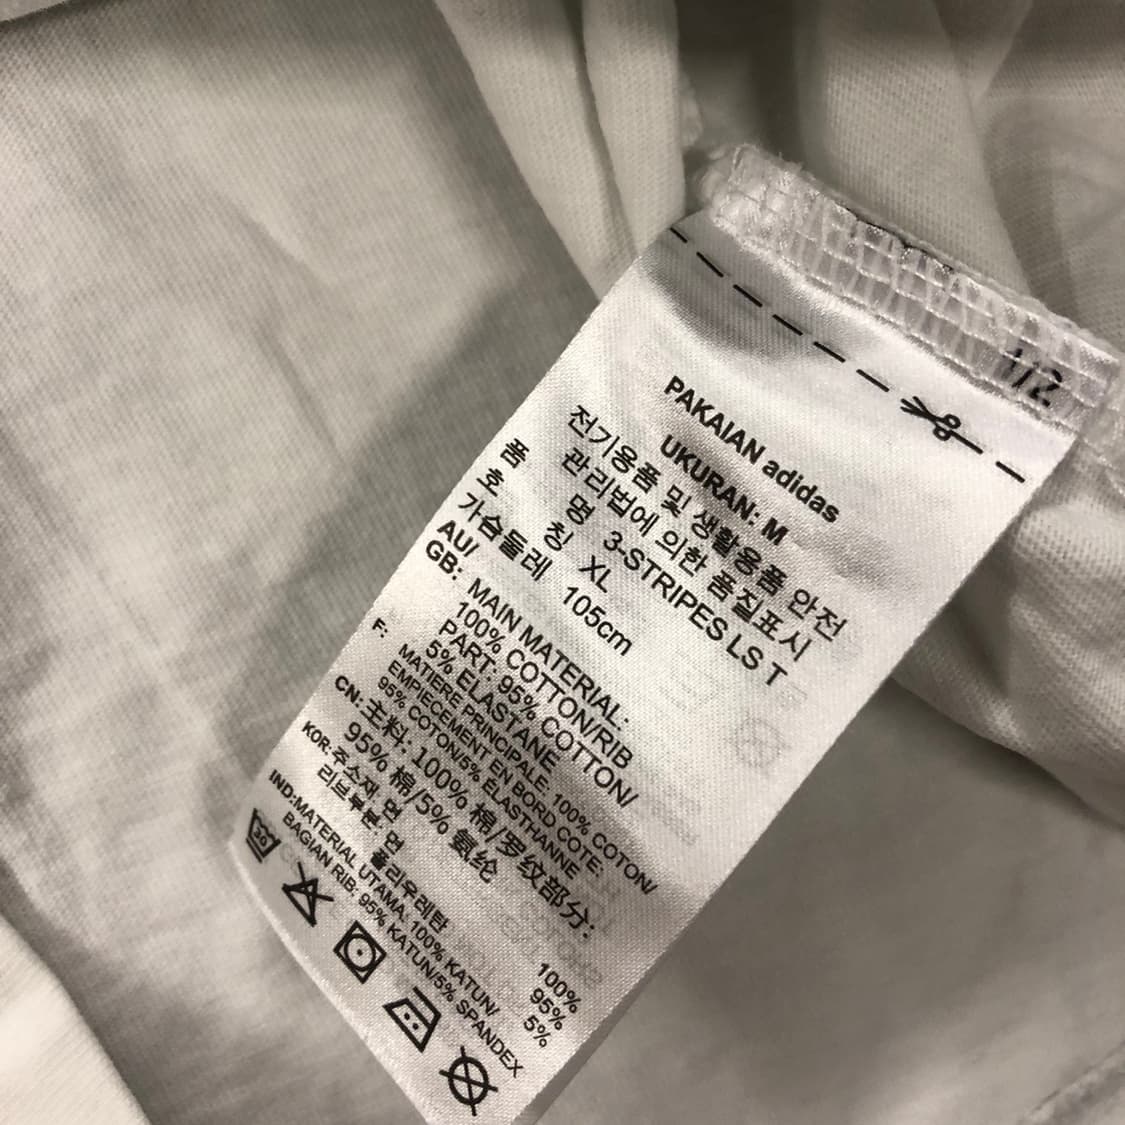 1/2
PAKAIAN adidas
UKURAN: M
전기용품 및 생활용품 안전
관리법에 의한 품질표시
품 명 3-STRIPES LS T
호 칭 XL
가슴둘레 105cm
AU/
GB: MAIN MATERIAL:
100% COTTON/RIB
PART: 95% COTTON/
5% ELASTANE
F: MATIERE PRINCIPALE: 100% COTON/
EMPIECEMENT EN BORD COTE:
95% COTON/5% ÉLASTHANNE
CN: 主料: 100% 棉/罗纹部分:
95% 棉/5% 氨纶
KOR: 주소재 면 100%
리브부분: 면 95%
폴리우레탄 5%
IND:MATERIAL UTAMA: 100% KATUN/
BAGIAN RIB: 95% KATUN/5% SPANDEX
30